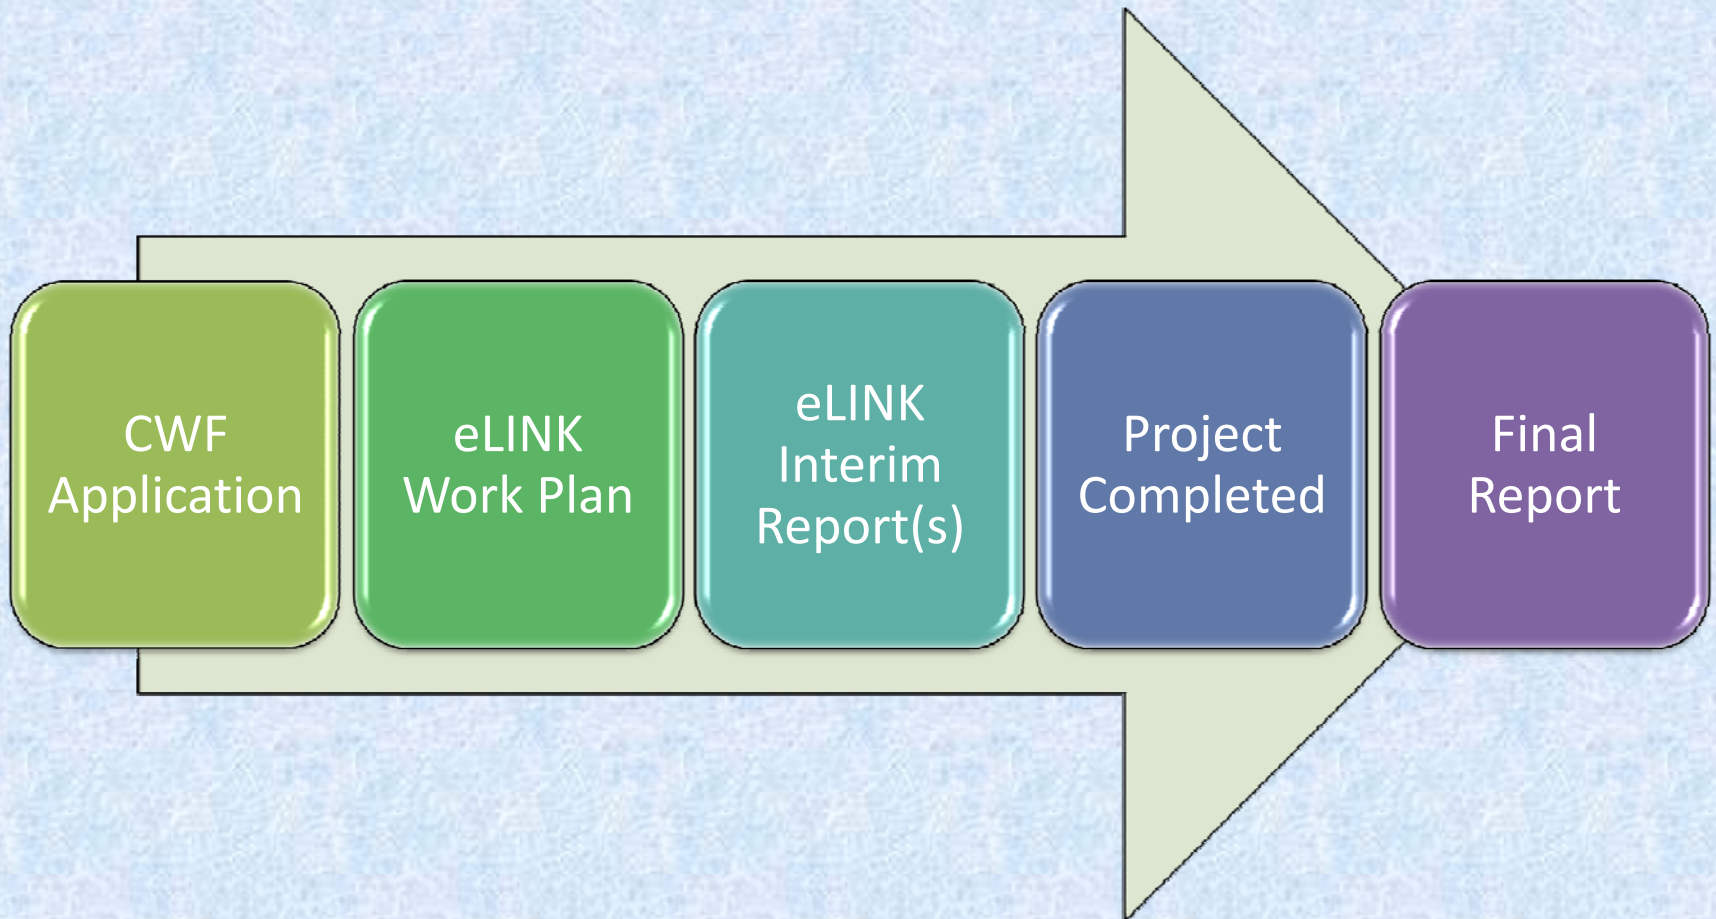 CWF
Application
eLINK
Work Plan
eLINK
Interim
Report(s)
Project
Completed
Final
Report